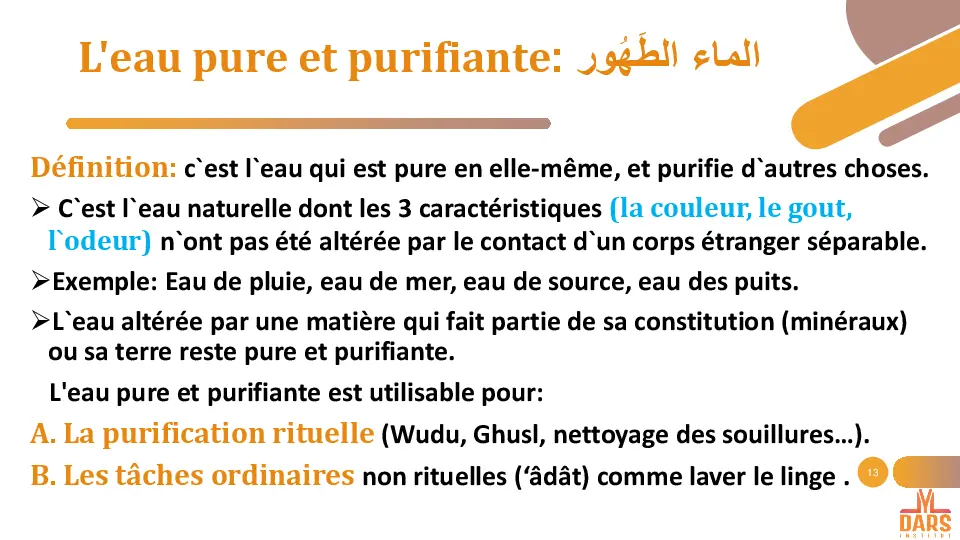 L'eau pure et purifiante: الماء الطَهُور
Définition: c`est l`eau qui est pure en elle-même, et purifie d`autres choses.
➢ C`est l`eau naturelle dont les 3 caractéristiques (la couleur, le gout,
l`odeur) n`ont pas été altérée par le contact d`un corps étranger séparable.
➢Exemple: Eau de pluie, eau de mer, eau de source, eau des puits.
➢L`eau altérée par une matière qui fait partie de sa constitution (minéraux)
ou sa terre reste pure et purifiante.
L'eau pure et purifiante est utilisable pour:
A. La purification rituelle (Wudu, Ghusl, nettoyage des souillures…).
B. Les tâches ordinaires non rituelles (‘âdât) comme laver le linge .
13
DARS
INSTITUT